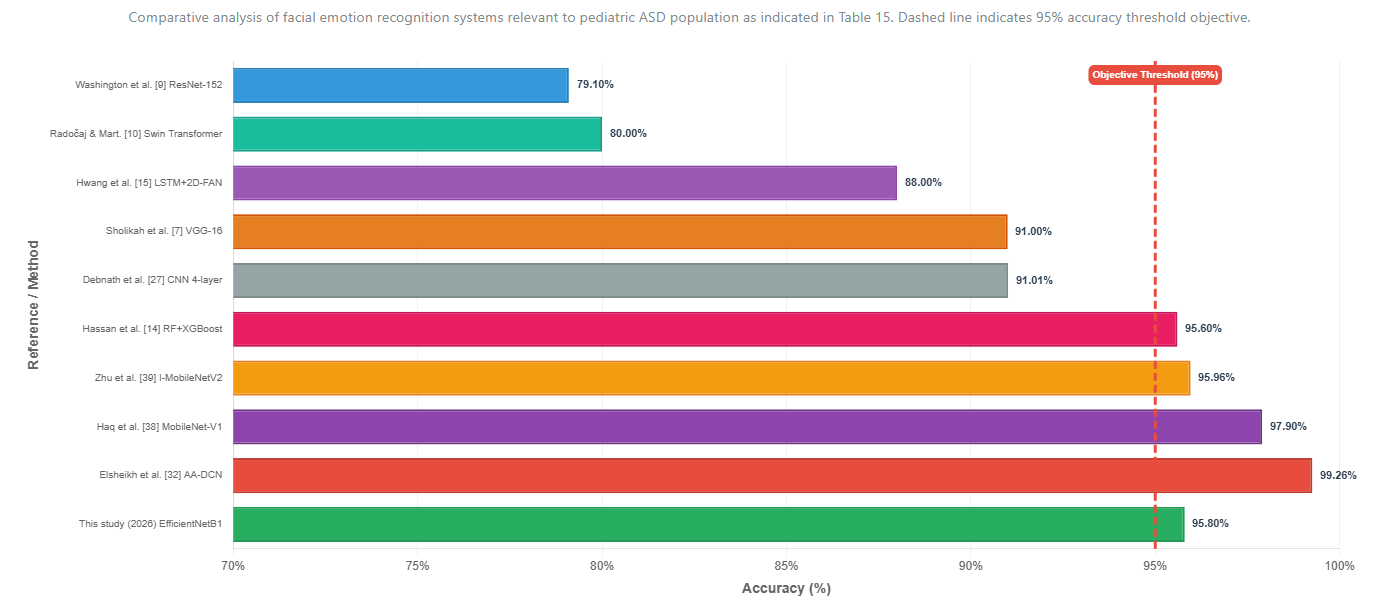 Comparative analysis of facial emotion recognition systems relevant to pediatric ASD population as indicated in Table 15. Dashed line indicates 95% accuracy threshold objective.
Objective Threshold (95%)
Reference / Method
Washington et al. [9] ResNet-152 79.10%
Radočaj & Mart. [10] Swin Transformer 80.00%
Hwang et al. [15] LSTM+2D-FAN 88.00%
Sholikah et al. [7] VGG-16 91.00%
Debnath et al. [27] CNN 4-layer 91.01%
Hassan et al. [14] RF+XGBoost 95.60%
Zhu et al. [39] I-MobileNetV2 95.96%
Haq et al. [38] MobileNet-V1 97.90%
Elsheikh et al. [32] AA-DCN 99.26%
This study (2026) EfficientNetB1 95.80%
70% 75% 80% 85% 90% 95% 100%
Accuracy (%)